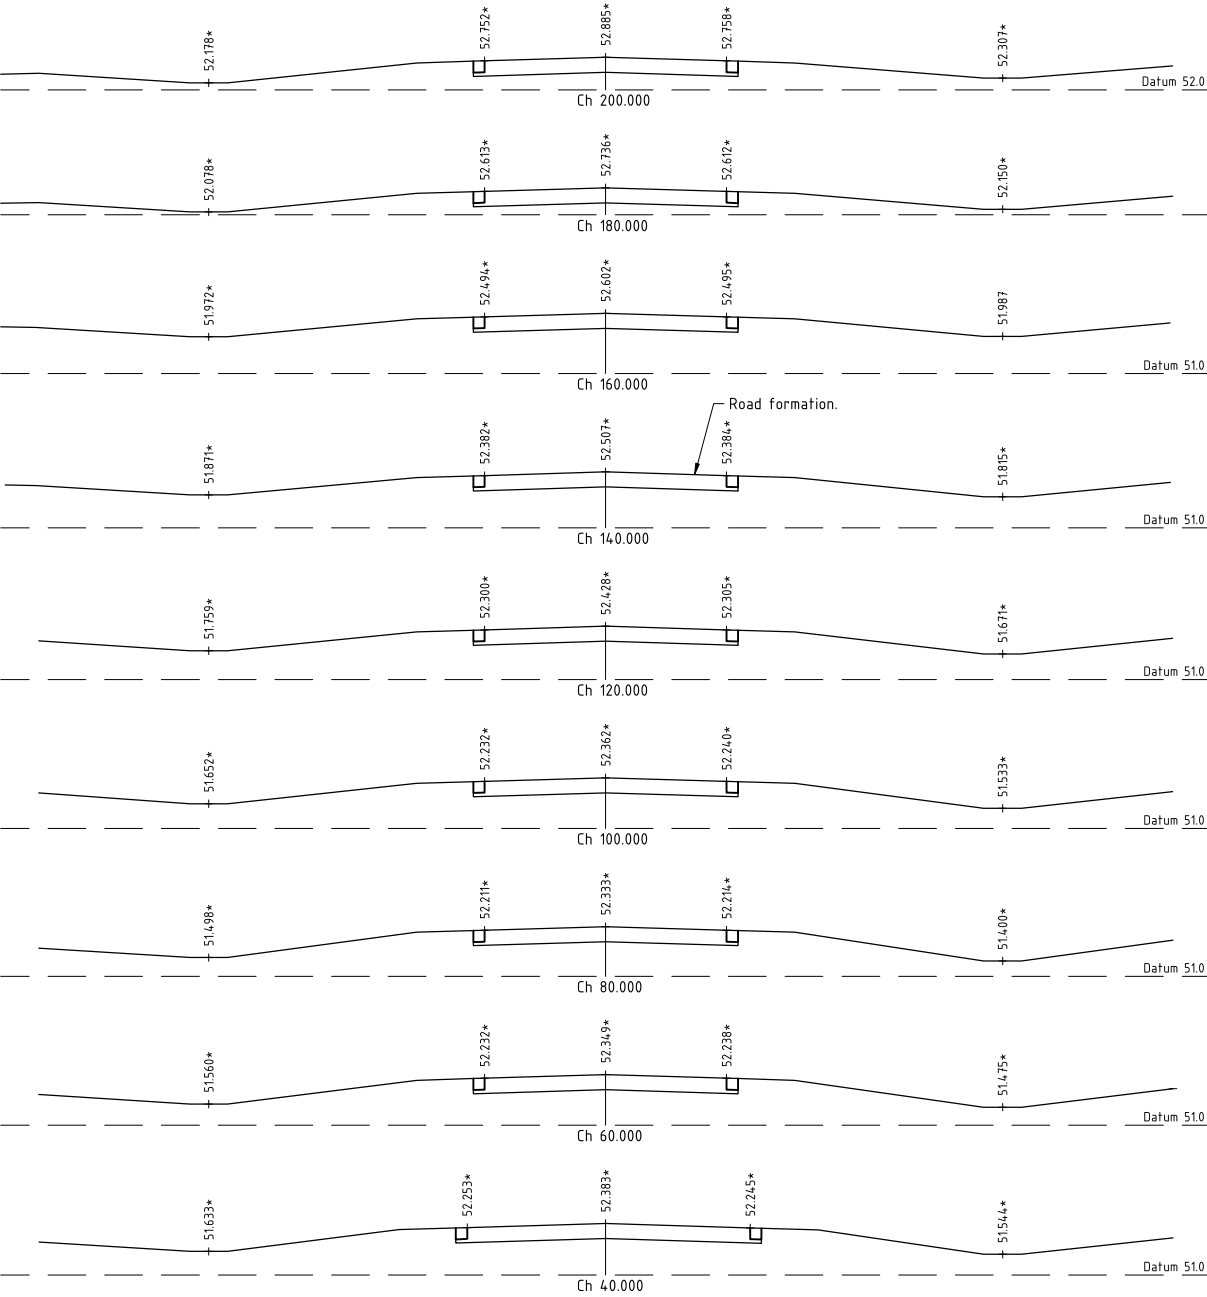 52.178* 52.752* 52.885* 52.758* 52.307*
Datum 52.0
Ch 200.000
52.078* 52.613* 52.736* 52.612* 52.150*
Ch 180.000
51.972* 52.494* 52.602* 52.495* 51.987
Datum 51.0
Ch 160.000
Road formation.
51.871* 52.382* 52.507* 52.384* 51.815*
Datum 51.0
Ch 140.000
51.759* 52.300* 52.428* 52.305* 51.671*
Datum 51.0
Ch 120.000
51.652* 52.232* 52.362* 52.240* 51.533*
Datum 51.0
Ch 100.000
51.498* 52.211* 52.333* 52.214* 51.400*
Datum 51.0
Ch 80.000
51.560* 52.232* 52.349* 52.238* 51.475*
Datum 51.0
Ch 60.000
51.633* 52.253* 52.383* 52.245* 51.544*
Datum 51.0
Ch 40.000